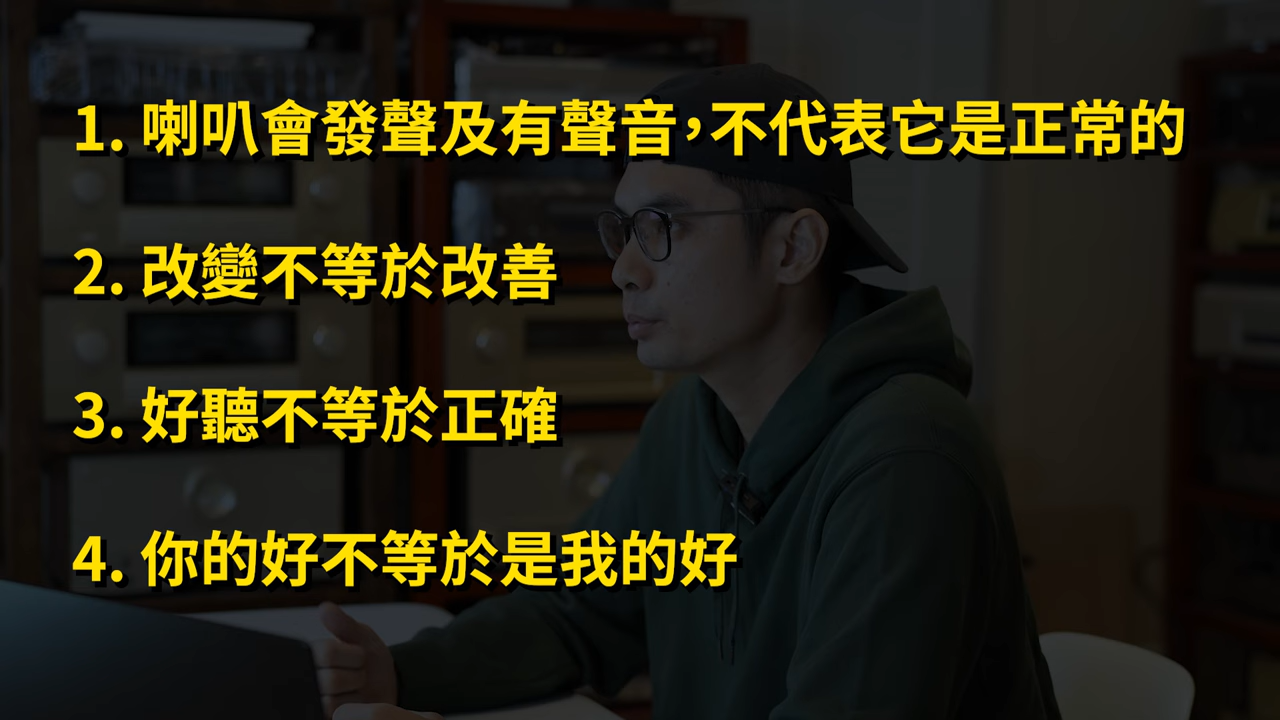 1. 喇叭會發聲及有聲音，不代表它是正常的
2. 改變不等於改善
3. 好聽不等於正確
4. 你的好不等於是我的好